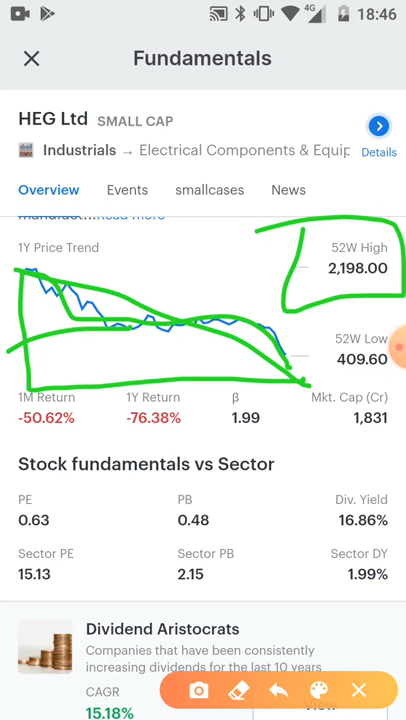 4G 18:46
Fundamentals
HEG Ltd SMALL CAP
Industrials → Electrical Components & Equip
Details
Overview Events smallcases News
Read more
1Y Price Trend
52W High
2,198.00
52W Low
409.60
1M Return 1Y Return β Mkt. Cap (Cr)
-50.62% -76.38% 1.99 1,831
Stock fundamentals vs Sector
PE PB Div. Yield
0.63 0.48 16.86%
Sector PE Sector PB Sector DY
15.13 2.15 1.99%
Dividend Aristocrats
Companies that have been consistently
increasing dividends for the last 10 years
CAGR
15.18%
View